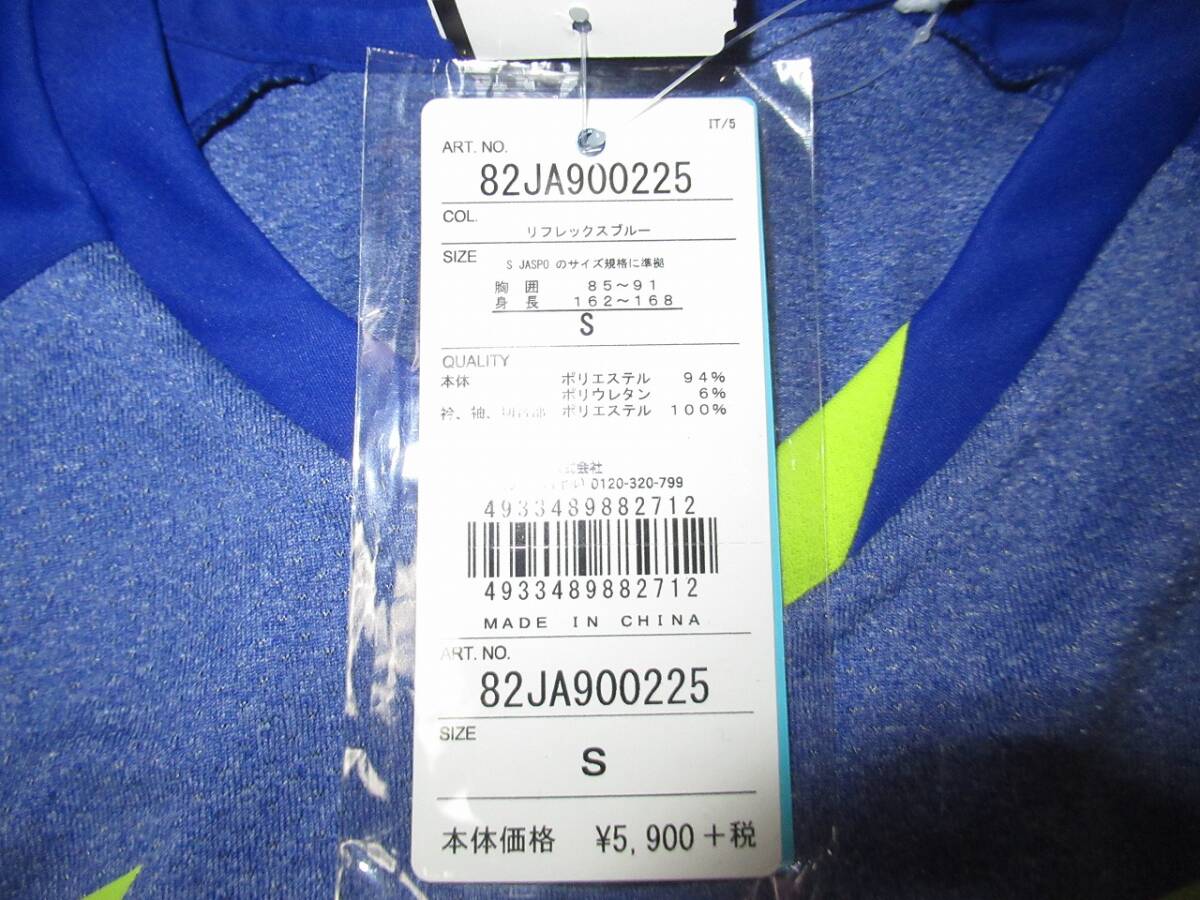 IT/5
ART. NO.
82JA900225
COL.
リフレックスブルー
SIZE
S JASPO のサイズ規格に準拠
胸 囲 85～91
身 長 162～168
S
QUALITY
本体 ポリエステル 94%
ポリウレタン 6%
衿、袖、 ポリエステル 100%
式会社
0120-320-799
4933489882712
4933489882712
MADE IN CHINA
ART. NO.
82JA900225
SIZE
S
本体価格 ¥5,900＋税